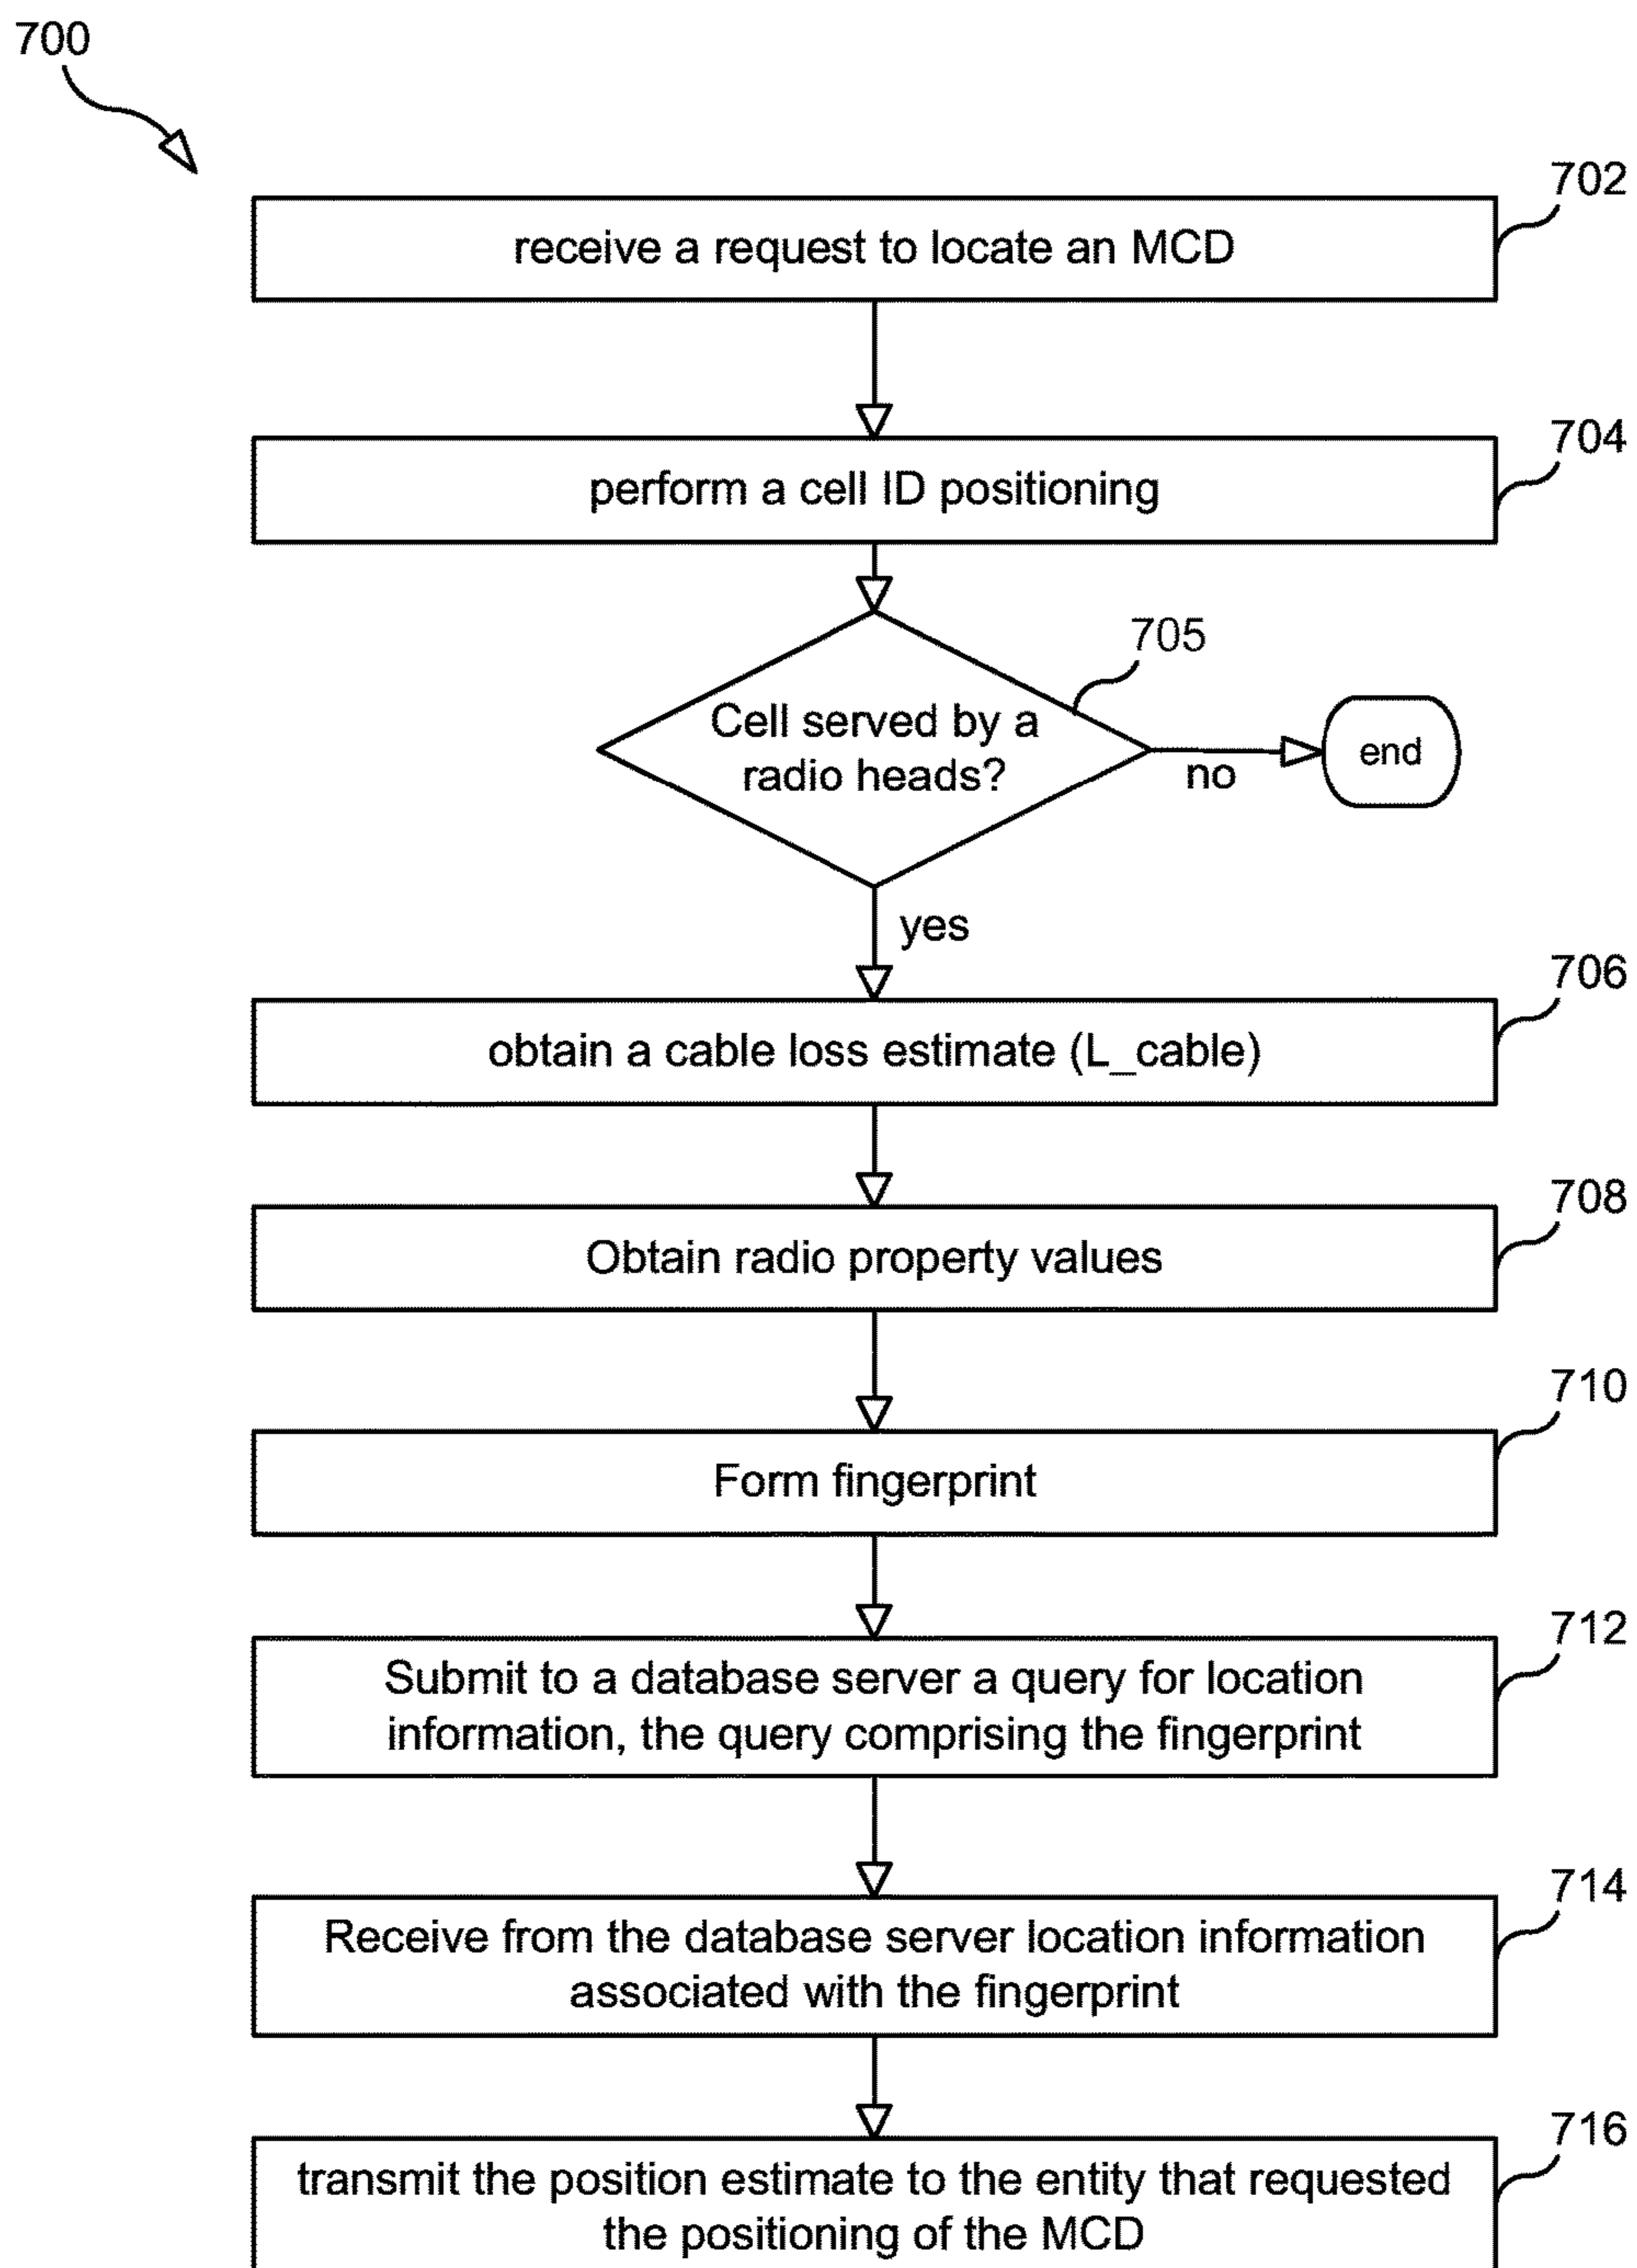 700
702
receive a request to locate an MCD
704
perform a cell ID positioning
705
Cell served by a
radio heads?
no
end
yes
706
obtain a cable loss estimate (L_cable)
708
Obtain radio property values
710
Form fingerprint
712
Submit to a database server a query for location
information, the query comprising the fingerprint
714
Receive from the database server location information
associated with the fingerprint
716
transmit the position estimate to the entity that requested
the positioning of the MCD